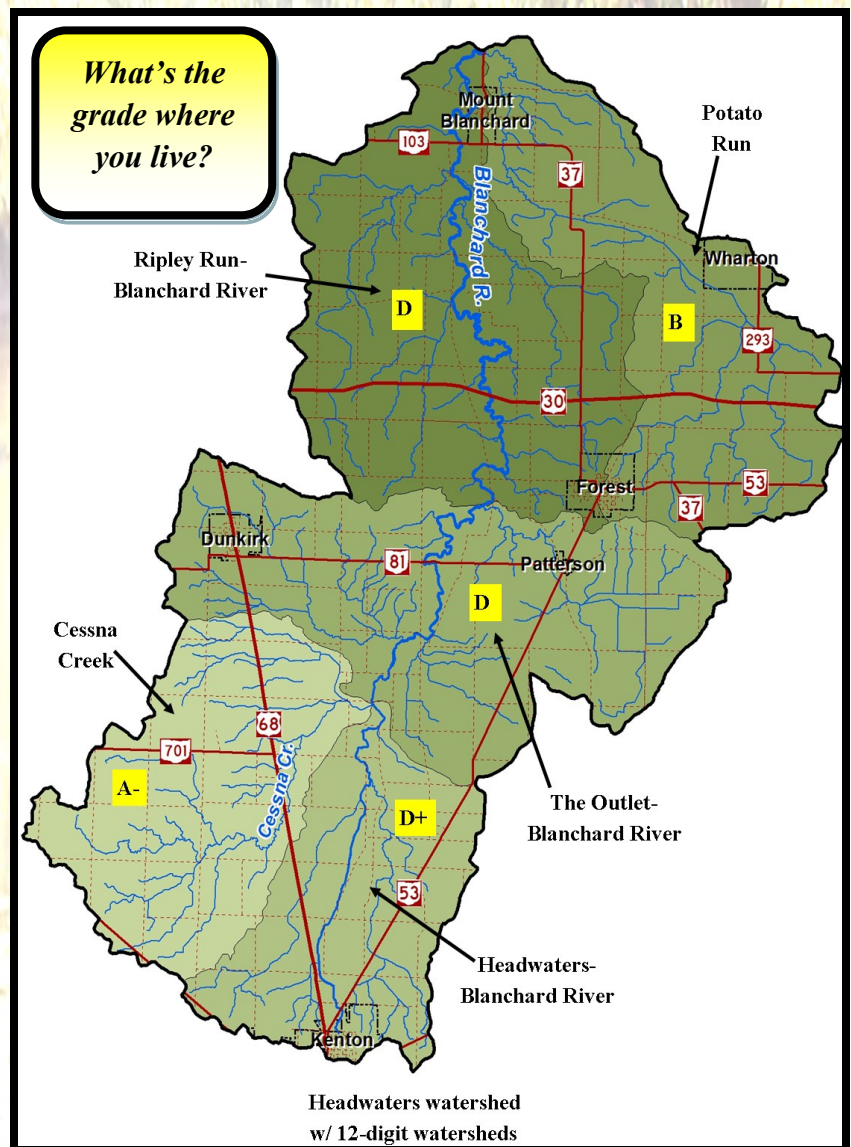 What's the
grade where
you live?
Mount
Blanchard
Potato
Run
103
37
Blanchard R.
Ripley Run-
Blanchard River
Wharton
D
B
293
30
Forest
53
37
Dunkirk
81
Patterson
D
Cessna
Creek
68
701
Cessna Cr.
A-
D+
The Outlet-
Blanchard River
53
Headwaters-
Blanchard River
Kenton
Headwaters watershed
w/ 12-digit watersheds